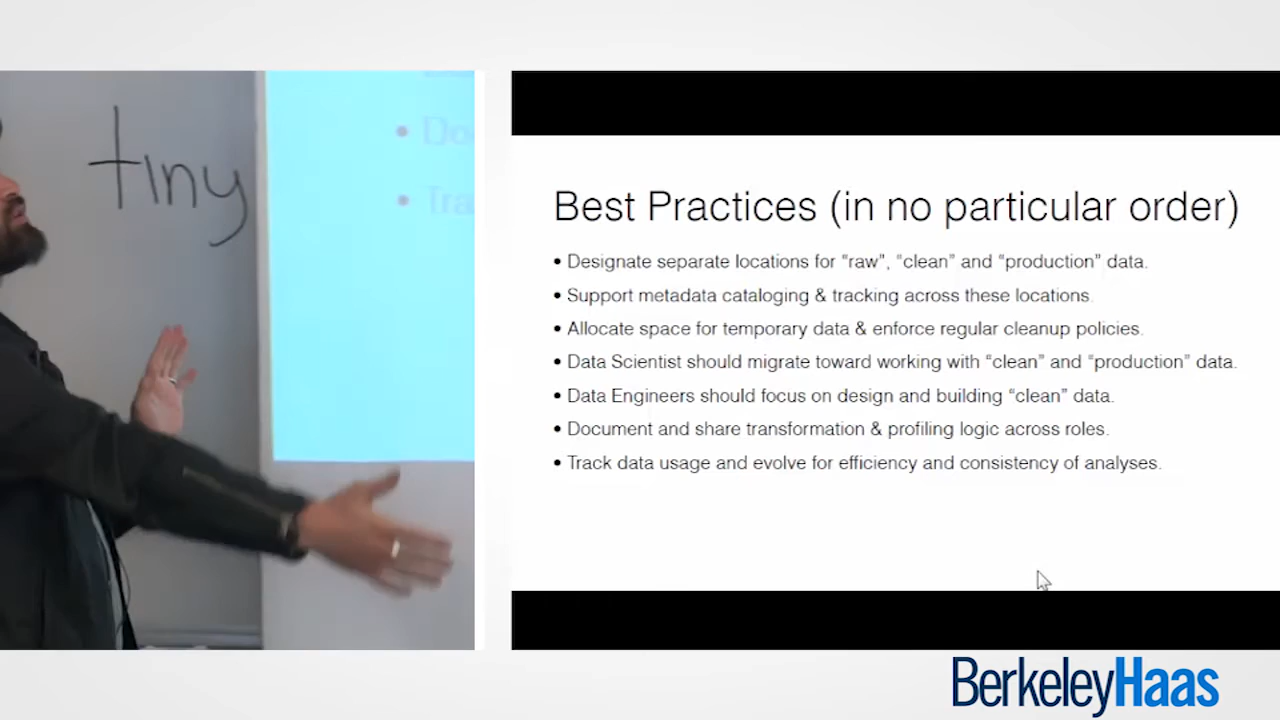 tiny
Best Practices (in no particular order)
• Designate separate locations for “raw”, “clean” and “production” data.
• Support metadata cataloging & tracking across these locations.
• Allocate space for temporary data & enforce regular cleanup policies.
• Data Scientist should migrate toward working with “clean” and “production” data.
• Data Engineers should focus on design and building “clean” data.
• Document and share transformation & profiling logic across roles.
• Track data usage and evolve for efficiency and consistency of analyses.
BerkeleyHaas